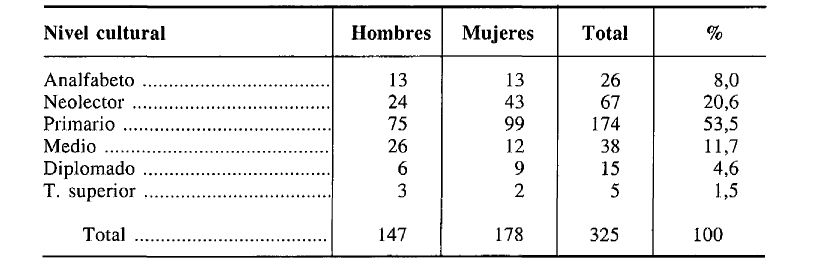 Nivel cultural Hombres Mujeres Total %
Analfabeto .................................... 13 13 26 8,0
Neolector ...................................... 24 43 67 20,6
Primario ........................................ 75 99 174 53,5
Medio ........................................... 26 12 38 11,7
Diplomado .................................... 6 9 15 4,6
T. superior .................................... 3 2 5 1,5
Total ..................................... 147 178 325 100